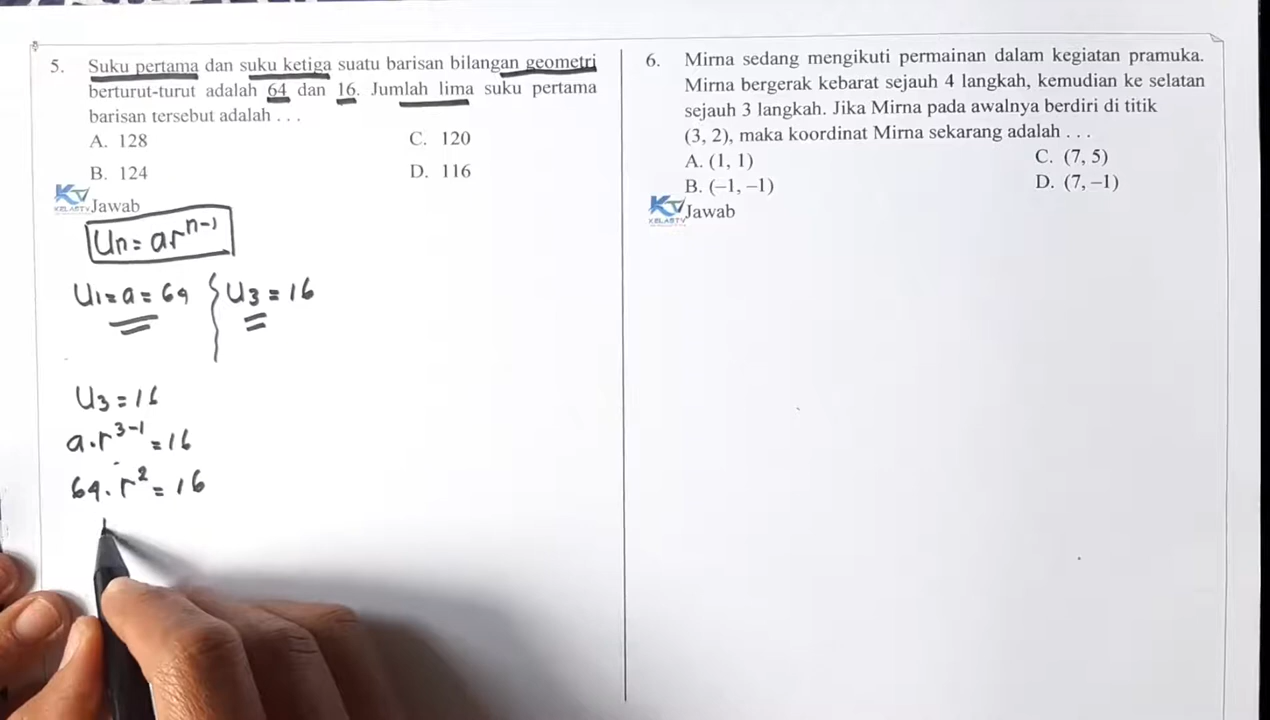 5. Suku pertama dan suku ketiga suatu barisan bilangan geometri
berturut-turut adalah 64 dan 16. Jumlah lima suku pertama
barisan tersebut adalah . . .
A. 128
C. 120
B. 124
D. 116
KV
KELASTV
Jawab
Un = ar^(n-1)
U1 = a = 64
U3 = 16
U3 = 16
a.r^(3-1) = 16
64. r^2 = 16
6. Mirna sedang mengikuti permainan dalam kegiatan pramuka.
Mirna bergerak kebarat sejauh 4 langkah, kemudian ke selatan
sejauh 3 langkah. Jika Mirna pada awalnya berdiri di titik
(3, 2), maka koordinat Mirna sekarang adalah . . .
A. (1, 1)
C. (7, 5)
B. (−1, −1)
D. (7, −1)
KV
KELASTV
Jawab